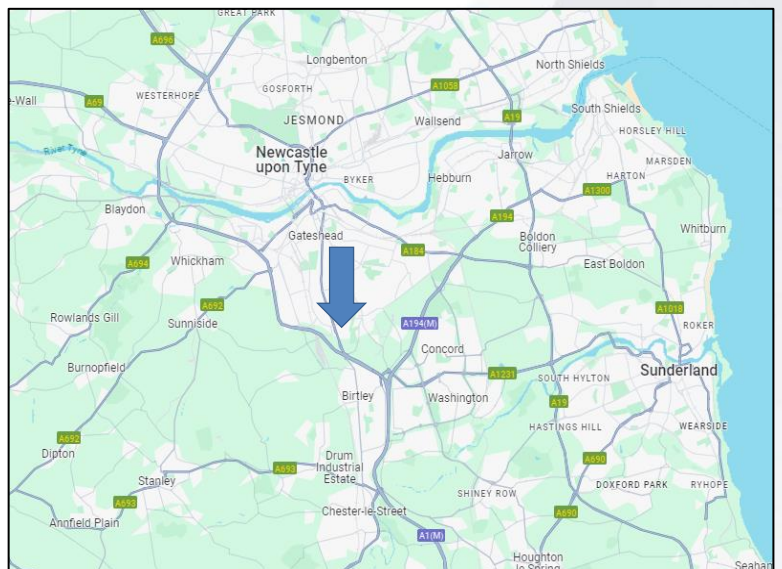 GREAT PARK
A696
Longbenton
North Shields
A1058
WESTERHOPE
GOSFORTH
e-Wall
A69
A19
South Shields
JESMOND
Wallsend
HORSLEY HILL
River Tyne
Newcastle
upon Tyne
Jarrow
MARSDEN
BYKER
Hebburn
HARTON
A1300
Blaydon
A194
Whitburn
Gateshead
Boldon
Colliery
A184
A694
Whickham
East Boldon
A692
Rowlands Gill
Sunniside
A194(M)
A1018
ROKER
Concord
Burnopfield
A1231
SOUTH HYLTON
Sunderland
Birtley
Washington
A19
HASTINGS HILL
WEARSIDE
A692
Dipton
Drum
Industrial
Estate
A690
A693
Stanley
DOXFORD PARK
RYHOPE
SHINEY ROW
A693
Chester-le-Street
A690
Annfield Plain
A1(M)
Houghton
le Spring
Seaham